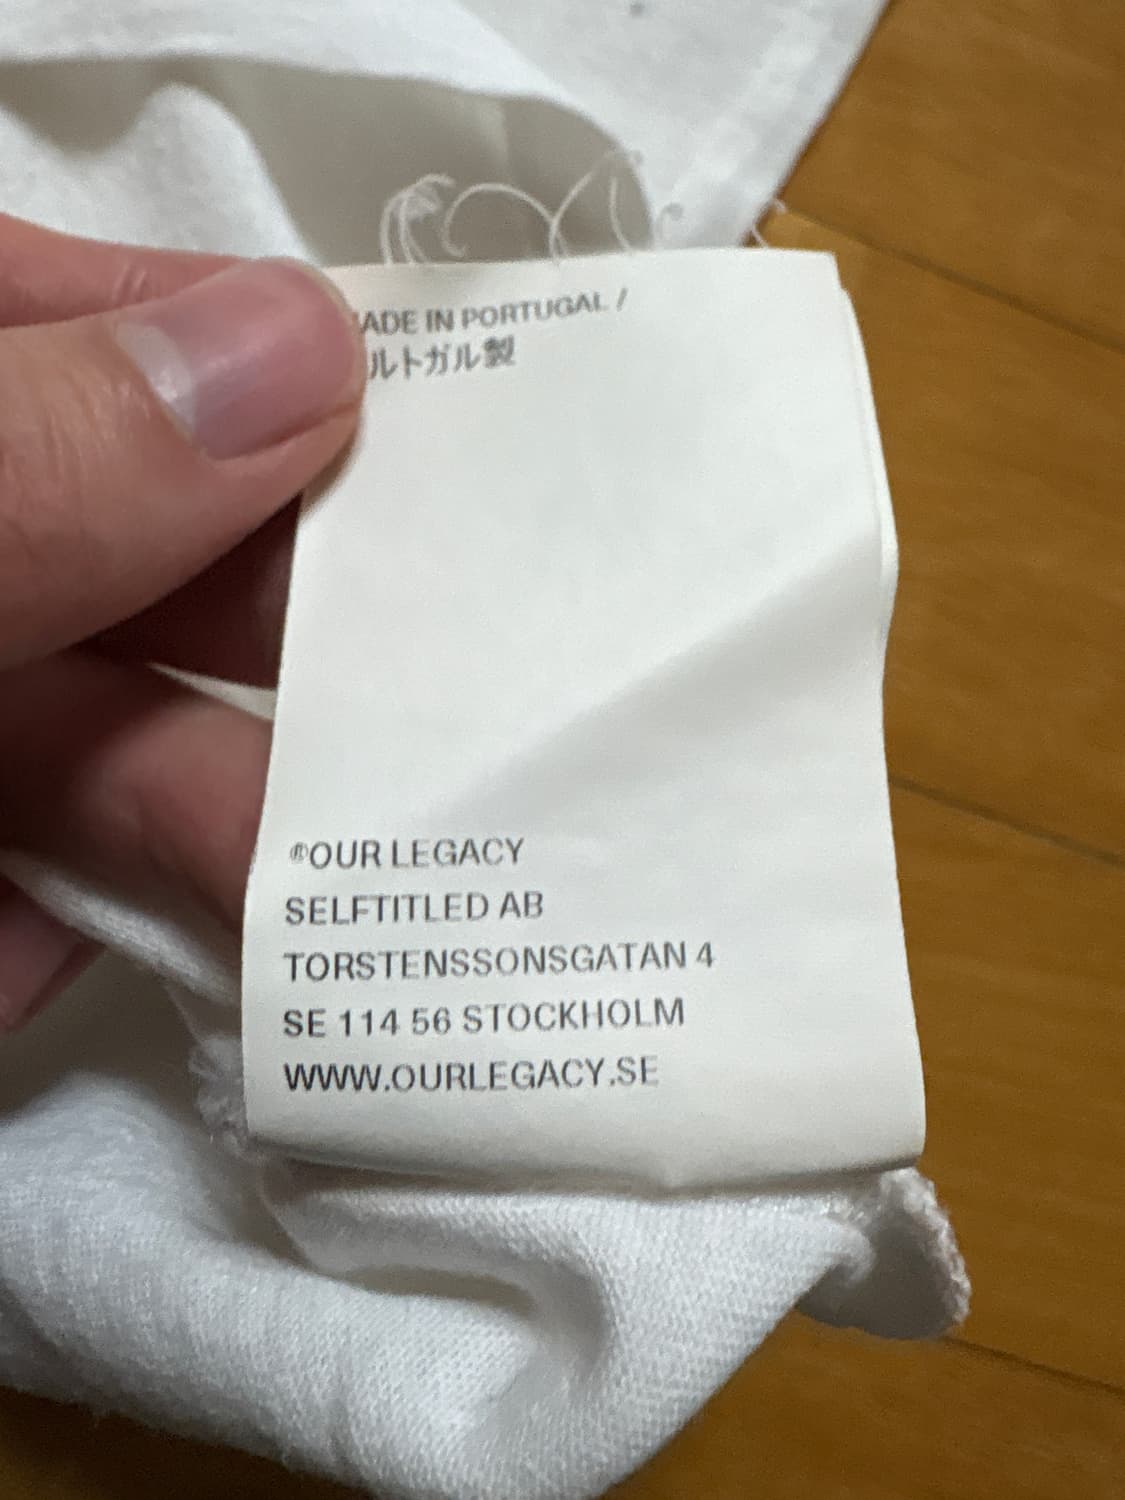 ADE IN PORTUGAL /
ルトガル製
®OUR LEGACY
SELFTITLED AB
TORSTENSSONSGATAN 4
SE 114 56 STOCKHOLM
WWW.OURLEGACY.SE